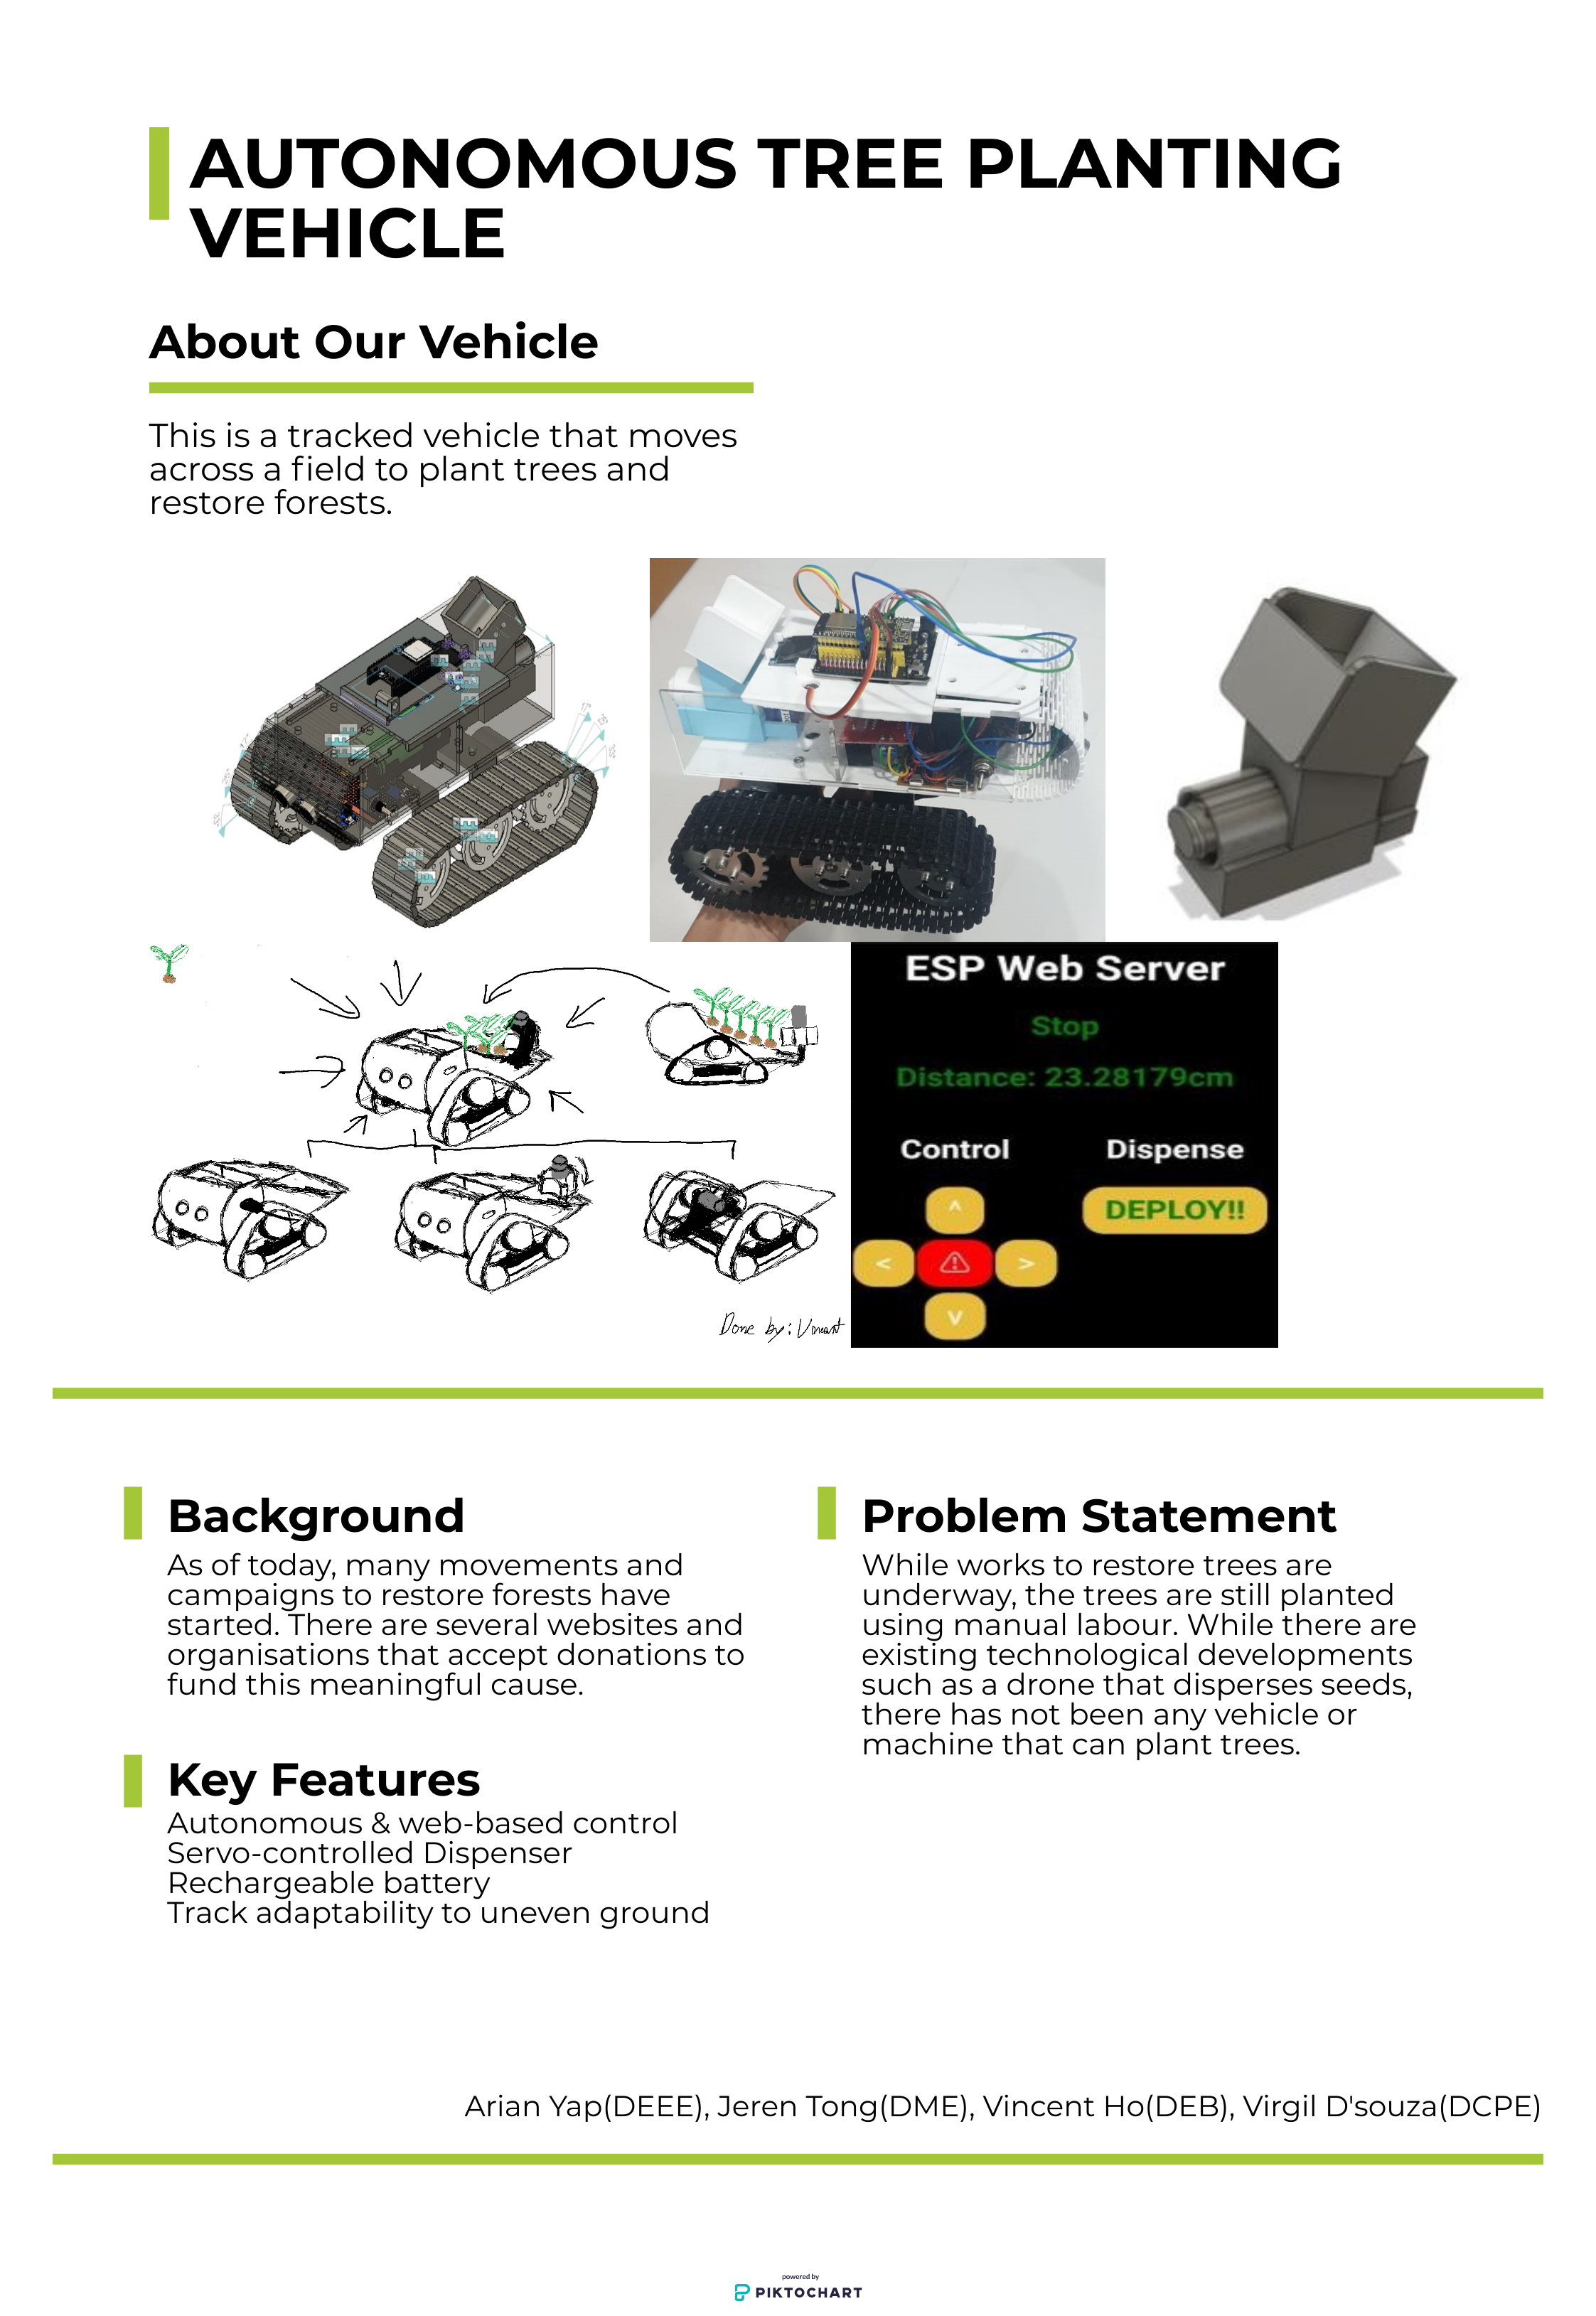 AUTONOMOUS TREE PLANTING
VEHICLE
About Our Vehicle
This is a tracked vehicle that moves
across a field to plant trees and
restore forests.
Done by: Vincent
ESP Web Server
Stop
Distance: 23.28179cm
Control
Dispense
^
DEPLOY!!
<
>
v
Background
As of today, many movements and
campaigns to restore forests have
started. There are several websites and
organisations that accept donations to
fund this meaningful cause.
Problem Statement
While works to restore trees are
underway, the trees are still planted
using manual labour. While there are
existing technological developments
such as a drone that disperses seeds,
there has not been any vehicle or
machine that can plant trees.
Key Features
Autonomous & web-based control
Servo-controlled Dispenser
Rechargeable battery
Track adaptability to uneven ground
Arian Yap(DEEE), Jeren Tong(DME), Vincent Ho(DEB), Virgil D'souza(DCPE)
powered by
PIKTOCHART